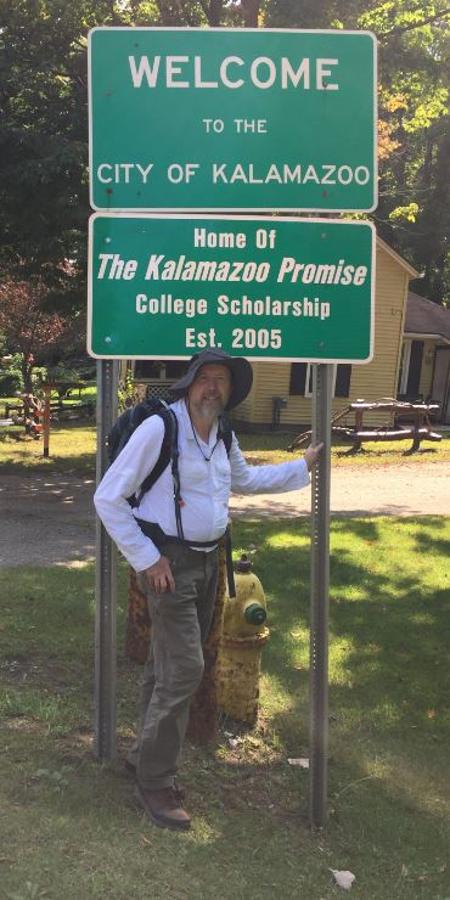 WELCOME
TO THE
CITY OF KALAMAZOO
Home Of
The Kalamazoo Promise
College Scholarship
Est. 2005